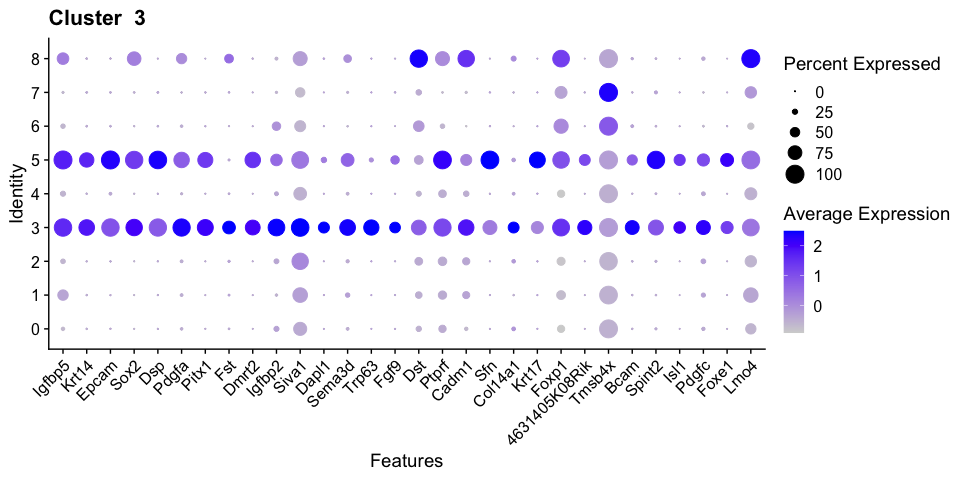 Cluster 3
Identity
8
7
6
5
4
3
2
1
0
Igfbp5
Krt14
Epcam
Sox2
Dsp
Pdgfa
Pitx1
Fst
Dmrt2
Igfbp2
Siva1
Dapl1
Sema3d
Trp63
Fgf9
Dst
Ptprf
Cadm1
Sfn
Col14a1
Krt17
Foxp1
4631405K08Rik
Tmsb4x
Bcam
Spint2
Isl1
Pdgfc
Foxe1
Lmo4
Features
Percent Expressed
0
25
50
75
100
Average Expression
2
1
0